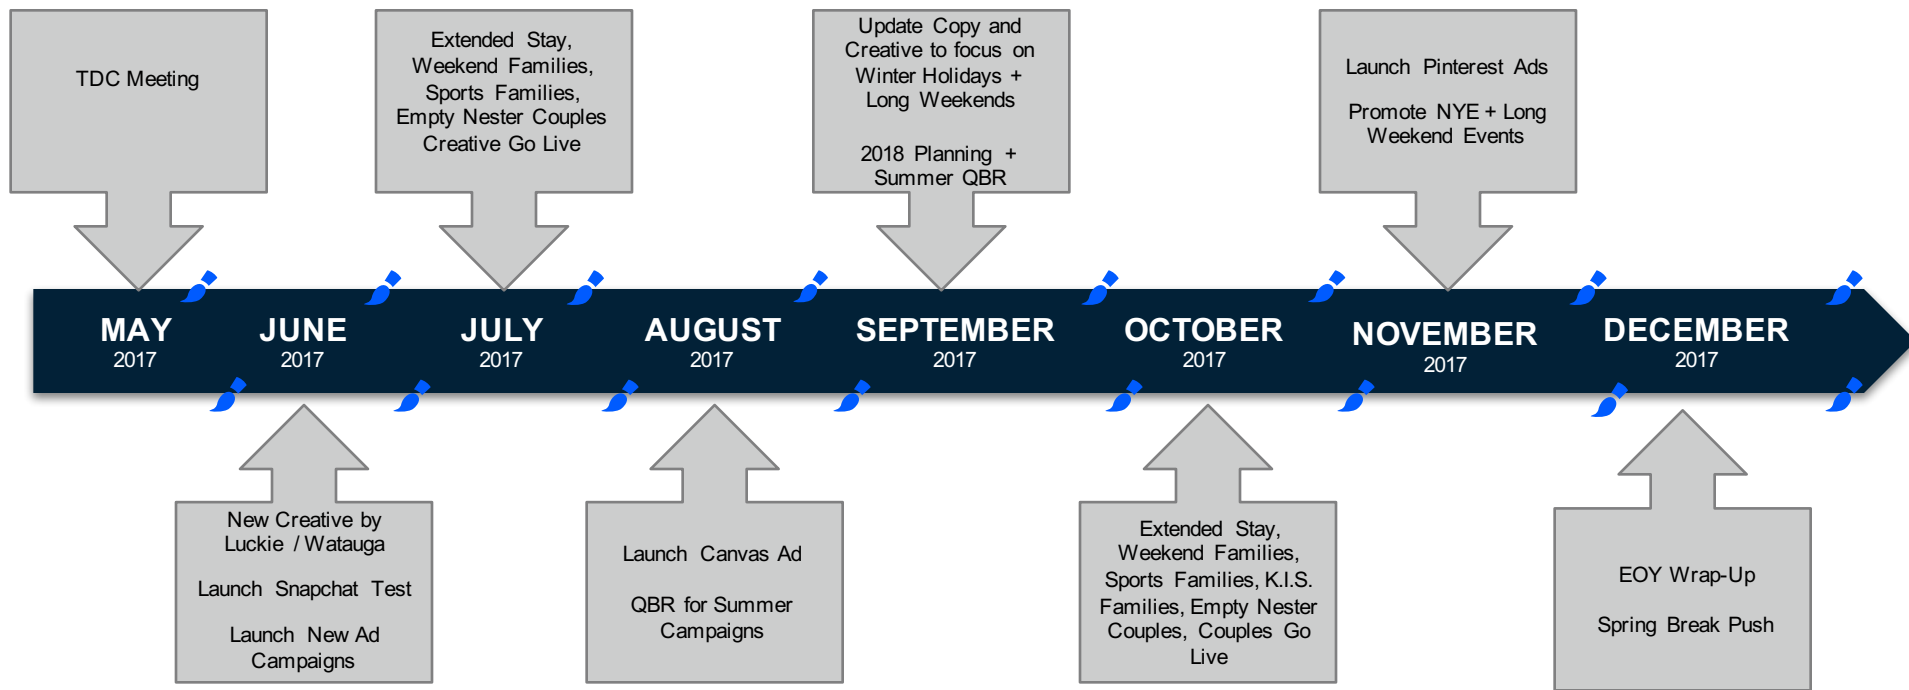 TDC Meeting
Extended Stay,
Weekend Families,
Sports Families,
Empty Nester Couples
Creative Go Live
Update Copy and
Creative to focus on
Winter Holidays +
Long Weekends
2018 Planning +
Summer QBR
Launch Pinterest Ads
Promote NYE + Long
Weekend Events
MAY
2017
JUNE
2017
JULY
2017
AUGUST
2017
SEPTEMBER
2017
OCTOBER
2017
NOVEMBER
2017
DECEMBER
2017
New Creative by
Luckie / Watauga
Launch Snapchat Test
Launch New Ad
Campaigns
Launch Canvas Ad
QBR for Summer
Campaigns
Extended Stay,
Weekend Families,
Sports Families, K.I.S.
Families, Empty Nester
Couples, Couples Go
Live
EOY Wrap-Up
Spring Break Push